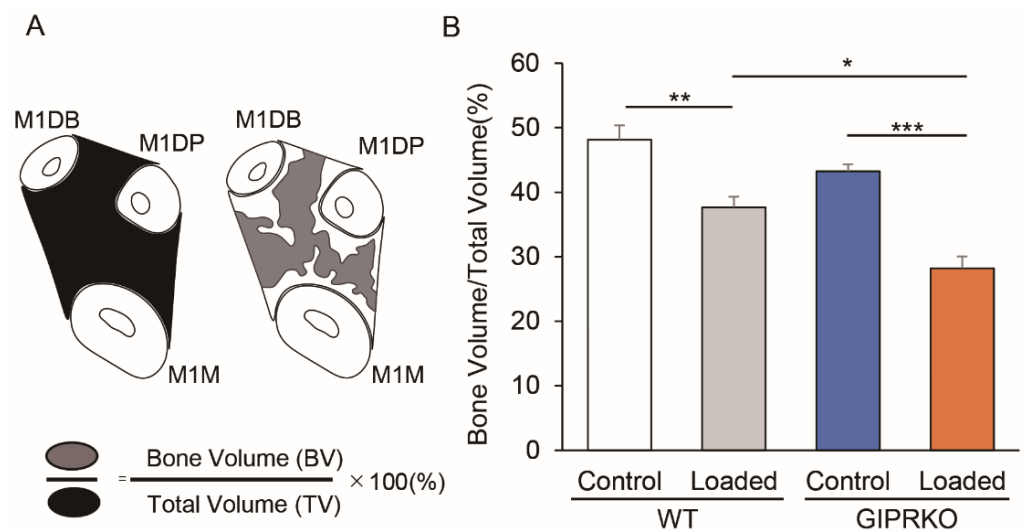 A
M1DB
M1DP
M1M
M1DB
M1DP
M1M
= Bone Volume (BV) ×100(%)
Total Volume (TV)
B
Bone Volume/Total Volume(%)
60
50
40
30
20
10
0
*
**
***
Control Loaded Control Loaded
WT GIPRKO